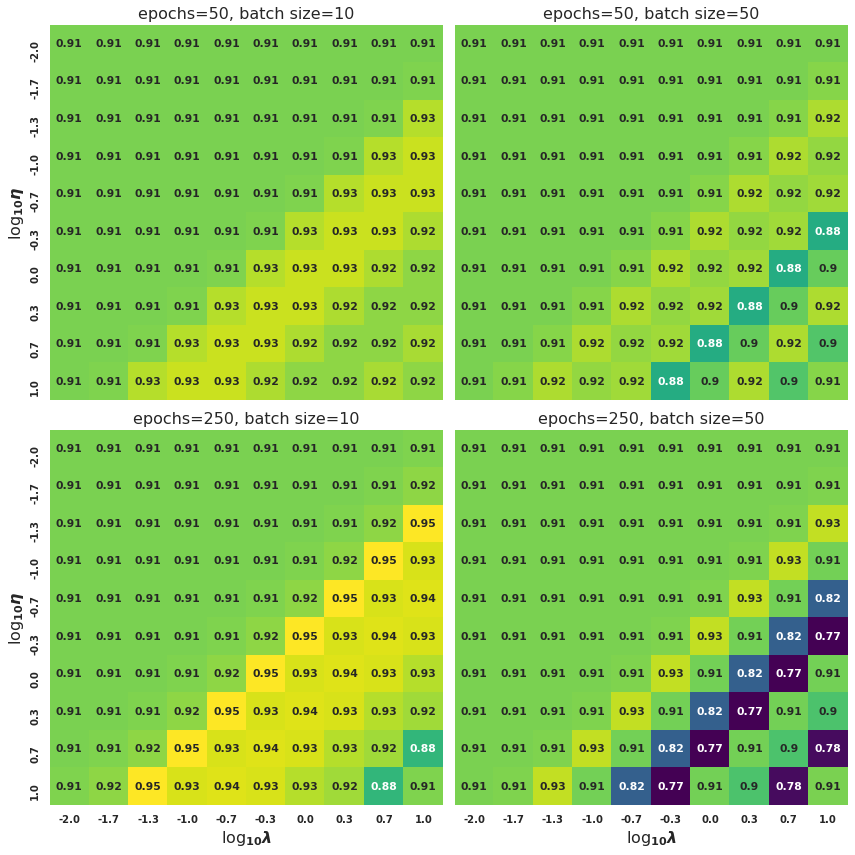 epochs=50, batch size=10
-2.0 0.91 0.91 0.91 0.91 0.91 0.91 0.91 0.91 0.91 0.91
-1.7 0.91 0.91 0.91 0.91 0.91 0.91 0.91 0.91 0.91 0.91
-1.3 0.91 0.91 0.91 0.91 0.91 0.91 0.91 0.91 0.91 0.93
-1.0 0.91 0.91 0.91 0.91 0.91 0.91 0.91 0.91 0.93 0.93
-0.7 0.91 0.91 0.91 0.91 0.91 0.91 0.91 0.93 0.93 0.93
-0.3 0.91 0.91 0.91 0.91 0.91 0.91 0.93 0.93 0.93 0.92
0.0 0.91 0.91 0.91 0.91 0.91 0.93 0.93 0.93 0.92 0.92
0.3 0.91 0.91 0.91 0.91 0.93 0.93 0.93 0.92 0.92 0.92
0.7 0.91 0.91 0.91 0.93 0.93 0.93 0.92 0.92 0.92 0.92
1.0 0.91 0.91 0.93 0.93 0.93 0.92 0.92 0.92 0.92 0.92
log10η
epochs=50, batch size=50
0.91 0.91 0.91 0.91 0.91 0.91 0.91 0.91 0.91 0.91
0.91 0.91 0.91 0.91 0.91 0.91 0.91 0.91 0.91 0.91
0.91 0.91 0.91 0.91 0.91 0.91 0.91 0.91 0.91 0.92
0.91 0.91 0.91 0.91 0.91 0.91 0.91 0.91 0.92 0.92
0.91 0.91 0.91 0.91 0.91 0.91 0.91 0.92 0.92 0.92
0.91 0.91 0.91 0.91 0.91 0.91 0.92 0.92 0.92 0.88
0.91 0.91 0.91 0.91 0.91 0.92 0.92 0.92 0.88 0.9
0.91 0.91 0.91 0.91 0.92 0.92 0.92 0.88 0.9 0.92
0.91 0.91 0.91 0.92 0.92 0.92 0.88 0.9 0.92 0.9
0.91 0.91 0.92 0.92 0.92 0.88 0.9 0.92 0.9 0.91
epochs=250, batch size=10
-2.0 0.91 0.91 0.91 0.91 0.91 0.91 0.91 0.91 0.91 0.91
-1.7 0.91 0.91 0.91 0.91 0.91 0.91 0.91 0.91 0.91 0.92
-1.3 0.91 0.91 0.91 0.91 0.91 0.91 0.91 0.91 0.92 0.95
-1.0 0.91 0.91 0.91 0.91 0.91 0.91 0.91 0.92 0.95 0.93
-0.7 0.91 0.91 0.91 0.91 0.91 0.91 0.92 0.95 0.93 0.94
-0.3 0.91 0.91 0.91 0.91 0.91 0.92 0.95 0.93 0.94 0.93
0.0 0.91 0.91 0.91 0.91 0.92 0.95 0.93 0.94 0.93 0.93
0.3 0.91 0.91 0.91 0.92 0.95 0.93 0.94 0.93 0.93 0.92
0.7 0.91 0.91 0.92 0.95 0.93 0.94 0.93 0.93 0.92 0.88
1.0 0.91 0.92 0.95 0.93 0.94 0.93 0.93 0.92 0.88 0.91
-2.0 -1.7 -1.3 -1.0 -0.7 -0.3 0.0 0.3 0.7 1.0
log10η
log10λ
epochs=250, batch size=50
0.91 0.91 0.91 0.91 0.91 0.91 0.91 0.91 0.91 0.91
0.91 0.91 0.91 0.91 0.91 0.91 0.91 0.91 0.91 0.91
0.91 0.91 0.91 0.91 0.91 0.91 0.91 0.91 0.91 0.93
0.91 0.91 0.91 0.91 0.91 0.91 0.91 0.91 0.93 0.91
0.91 0.91 0.91 0.91 0.91 0.91 0.91 0.93 0.91 0.82
0.91 0.91 0.91 0.91 0.91 0.91 0.93 0.91 0.82 0.77
0.91 0.91 0.91 0.91 0.91 0.93 0.91 0.82 0.77 0.91
0.91 0.91 0.91 0.91 0.93 0.91 0.82 0.77 0.91 0.9
0.91 0.91 0.91 0.93 0.91 0.82 0.77 0.91 0.9 0.78
0.91 0.91 0.93 0.91 0.82 0.77 0.91 0.9 0.78 0.91
-2.0 -1.7 -1.3 -1.0 -0.7 -0.3 0.0 0.3 0.7 1.0
log10λ